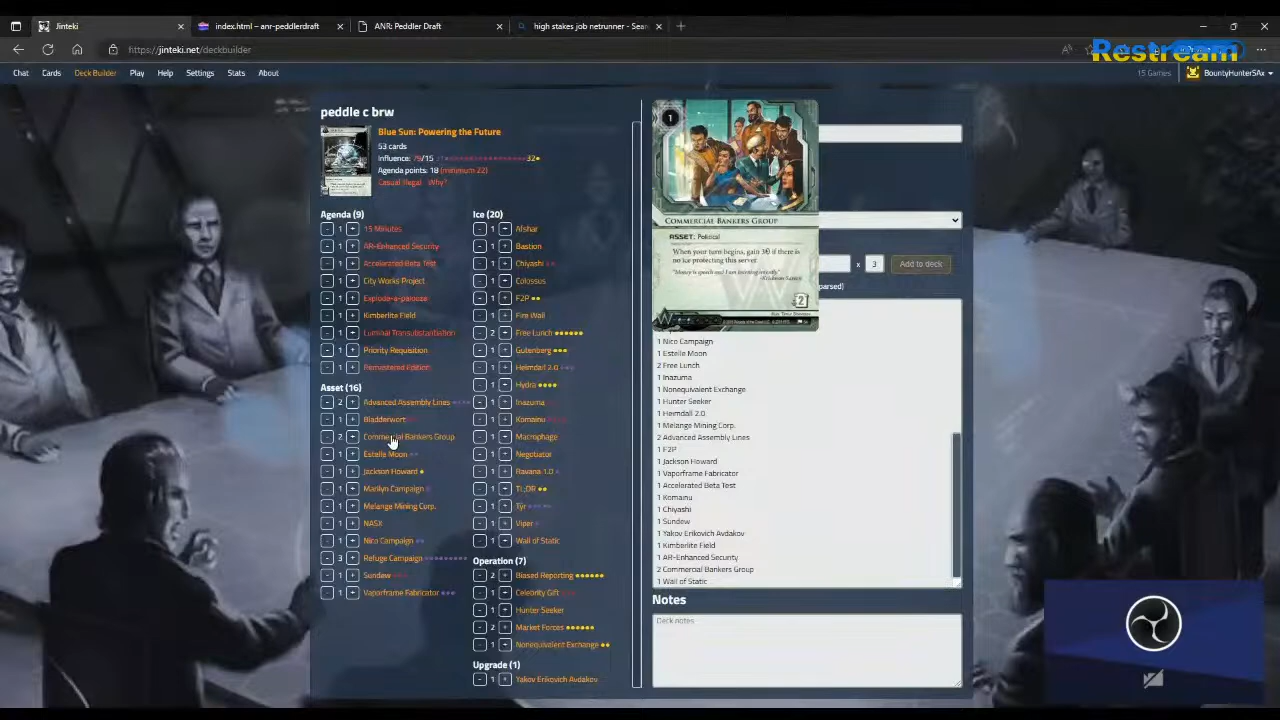 Jinteki
index.html – anr-peddlerdraft
ANR: Peddler Draft
high stakes job netrunner - Sear
https://jinteki.net/deckbuilder
Restream
Chat Cards Deck Builder Play Help Settings Stats About
15 Games BountyHunterSAx
peddle c brw
Blue Sun: Powering the Future
53 cards
Influence: 79/15 32
Agenda points: 18 (minimum 22)
Casual Illegal Why?
Agenda (9)
- 1 + 15 Minutes
- 1 + AR-Enhanced Security
- 1 + Accelerated Beta Test
- 1 + City Works Project
- 1 + Explode-a-palooza
- 1 + Kimberlite Field
- 1 + Luminal Transubstantiation
- 1 + Priority Requisition
- 1 + Remastered Edition
Asset (16)
- 2 + Advanced Assembly Lines
- 1 + Bladderwort
- 2 + Commercial Bankers Group
- 1 + Estelle Moon
- 1 + Jackson Howard
- 1 + Marilyn Campaign
- 1 + Melange Mining Corp.
- 1 + NASX
- 1 + Nico Campaign
- 3 + Refuge Campaign
- 1 + Sundew
- 1 + Vaporframe Fabricator
Ice (20)
- 1 + Afshar
- 1 + Bastion
- 1 + Chiyashi
- 1 + Colossus
- 1 + F2P
- 1 + Fire Wall
- 2 + Free Lunch
- 1 + Gutenberg
- 1 + Heimdall 2.0
- 1 + Hydra
- 1 + Inazuma
- 1 + Komainu
- 1 + Macrophage
- 1 + Negotiator
- 1 + Ravana 1.0
- 1 + TL;DR
- 1 + Týr
- 1 + Viper
- 1 + Wall of Static
Operation (7)
- 2 + Biased Reporting
- 1 + Celebrity Gift
- 1 + Hunter Seeker
- 2 + Market Forces
- 1 + Nonequivalent Exchange
Upgrade (1)
- 1 + Yakov Erikovich Avdakov
1
Commercial Bankers Group
ASSET: Political
When your turn begins, gain 3 if there is
no ice protecting this server.
2
x 3 Add to deck
parsed)
1 Nico Campaign
1 Estelle Moon
2 Free Lunch
1 Inazuma
1 Nonequivalent Exchange
1 Hunter Seeker
1 Heimdall 2.0
1 Melange Mining Corp.
2 Advanced Assembly Lines
1 F2P
1 Jackson Howard
1 Vaporframe Fabricator
1 Accelerated Beta Test
1 Komainu
1 Chiyashi
1 Sundew
1 Yakov Erikovich Avdakov
1 Kimberlite Field
1 AR-Enhanced Security
2 Commercial Bankers Group
1 Wall of Static
Notes
Deck notes